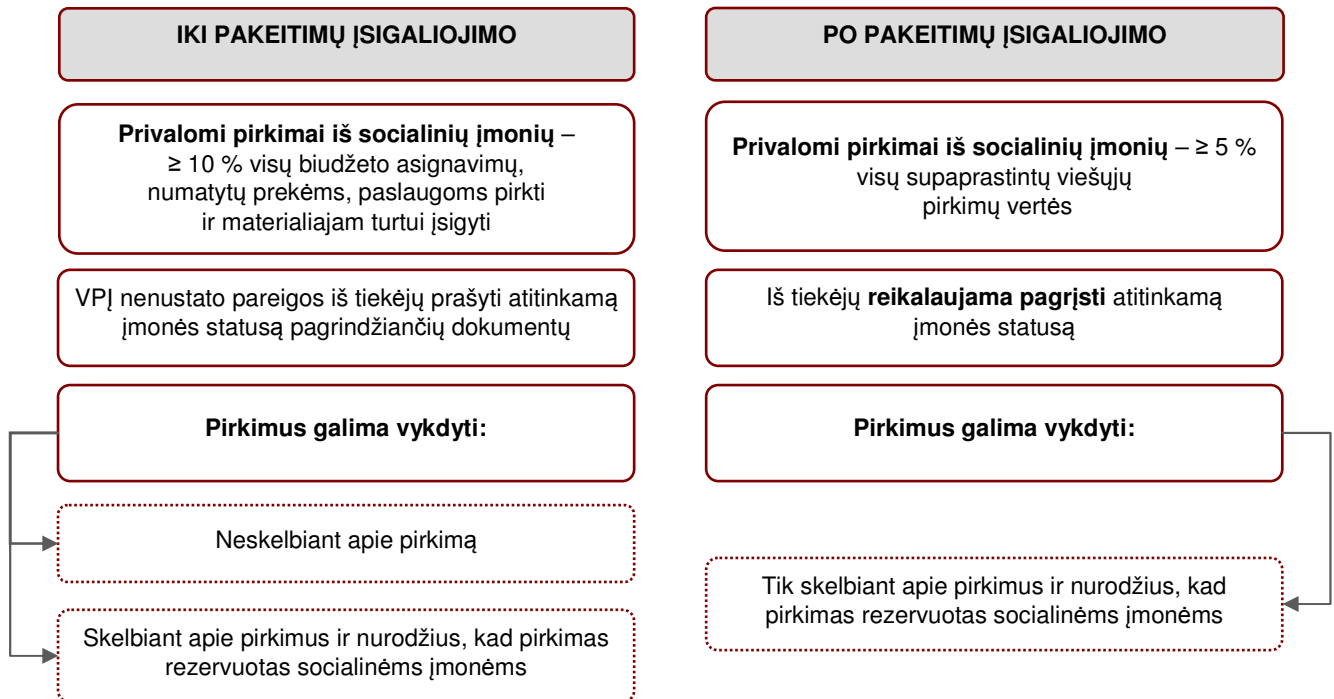 IKI PAKEITIMŲ ĮSIGALIOJIMO
Privalomi pirkimai iš socialinių įmonių –
≥ 10 % visų biudžeto asignavimų,
numatytų prekėms, paslaugoms pirkti
ir materialiajam turtui įsigyti
VPĮ nenustato pareigos iš tiekėjų prašyti atitinkamą
įmonės statusą pagrindžiančių dokumentų
Pirkimus galima vykdyti:
Neskelbiant apie pirkimą
Skelbiant apie pirkimus ir nurodžius, kad pirkimas
rezervuotas socialinėms įmonėms
PO PAKEITIMŲ ĮSIGALIOJIMO
Privalomi pirkimai iš socialinių įmonių – ≥ 5 %
visų supaprastintų viešųjų
pirkimų vertės
Iš tiekėjų reikalaujama pagrįsti atitinkamą
įmonės statusą
Pirkimus galima vykdyti:
Tik skelbiant apie pirkimus ir nurodžius, kad
pirkimas rezervuotas socialinėms įmonėms